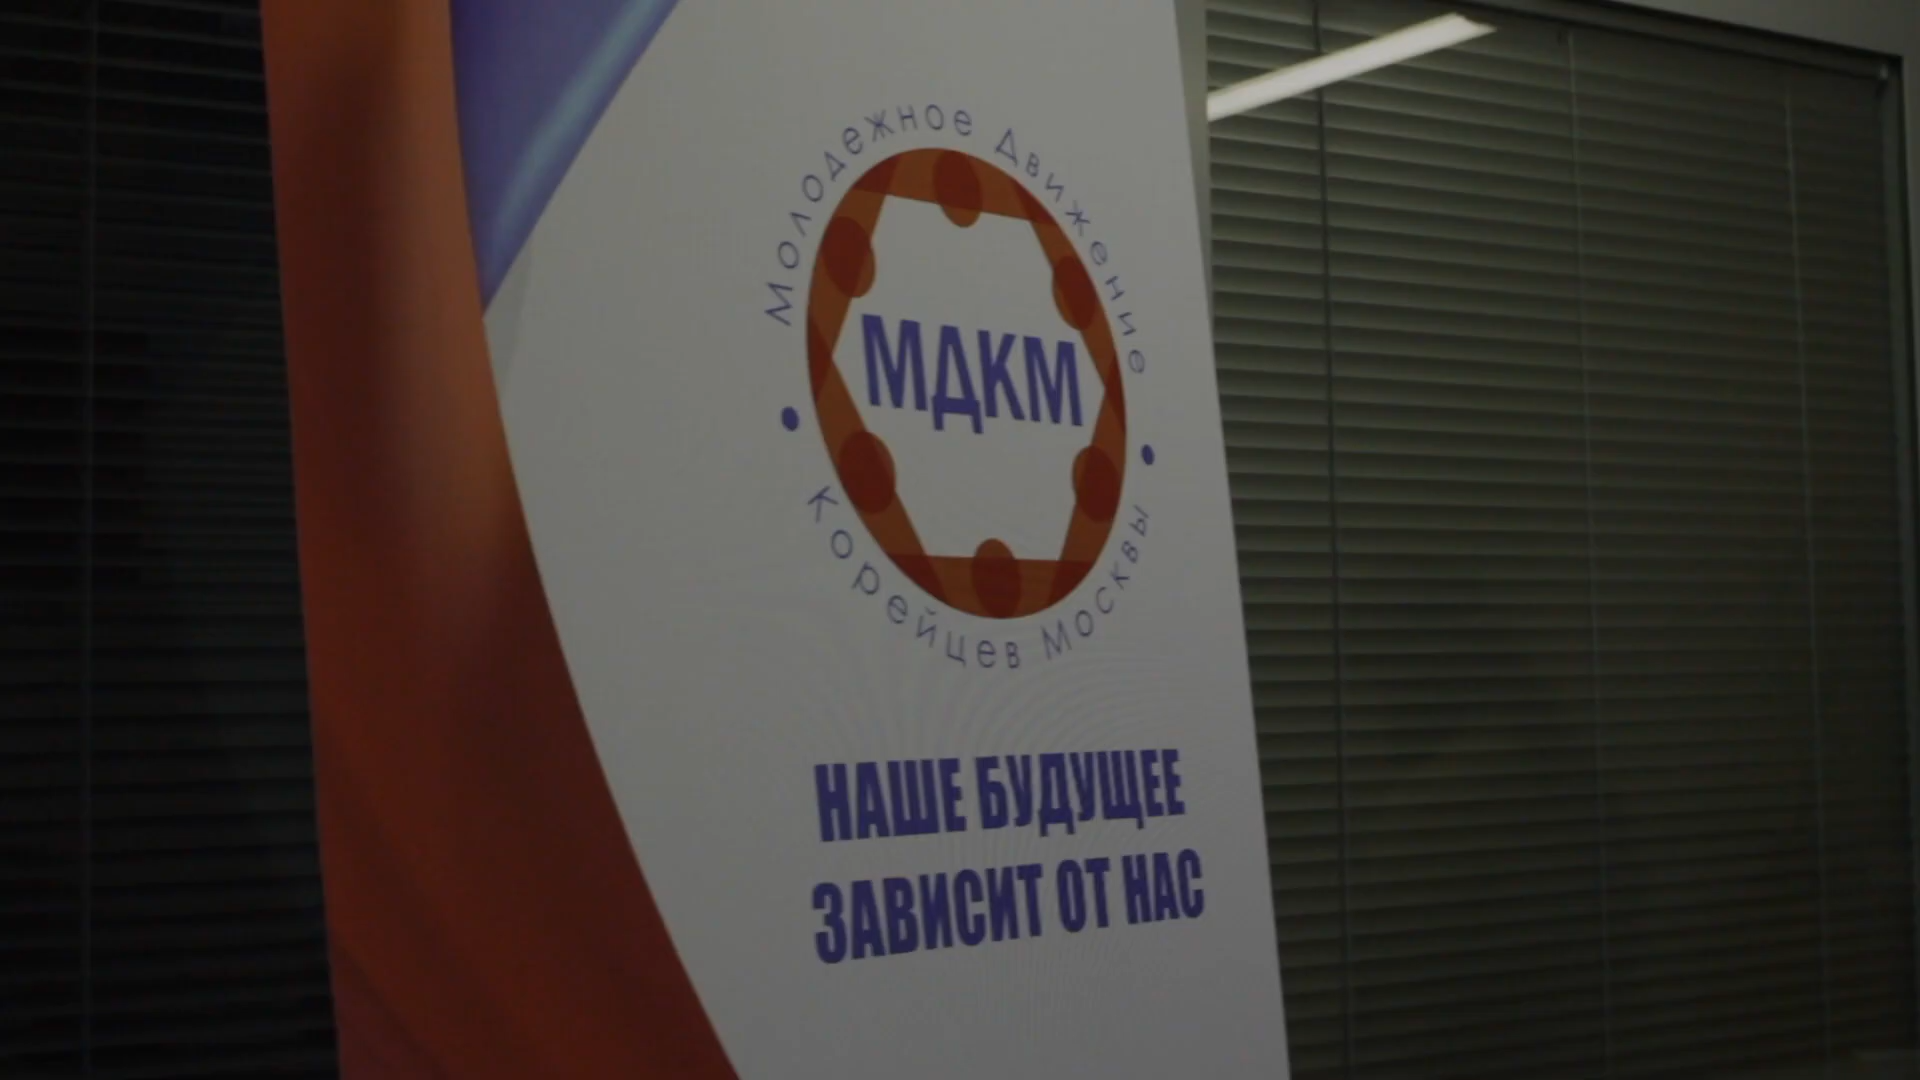 Молодежное Движение
МДКМ
Корейцев Москвы
НАШЕ БУДУЩЕЕ
ЗАВИСИТ ОТ НАС